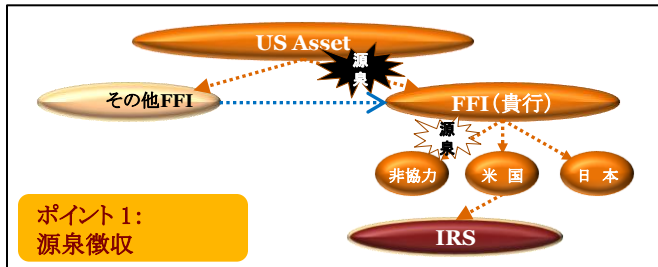 US Asset
源
泉
その他FFI
FFI(貴行)
源
泉
非協力
米 国
日 本
ポイント1:
源泉徴収
IRS